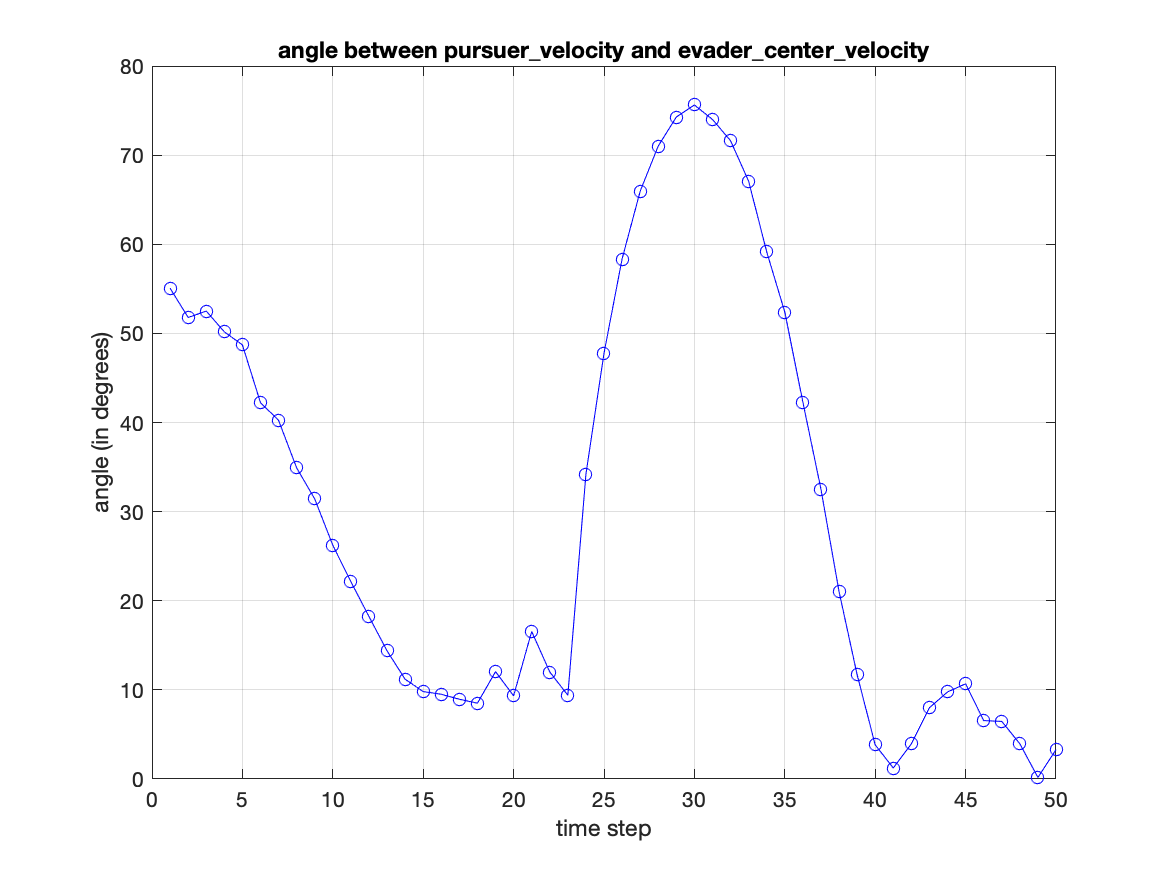 angle between pursuer_velocity and evader_center_velocity
80
70
60
50
40
30
20
10
0
angle (in degrees)
0 5 10 15 20 25 30 35 40 45 50
time step